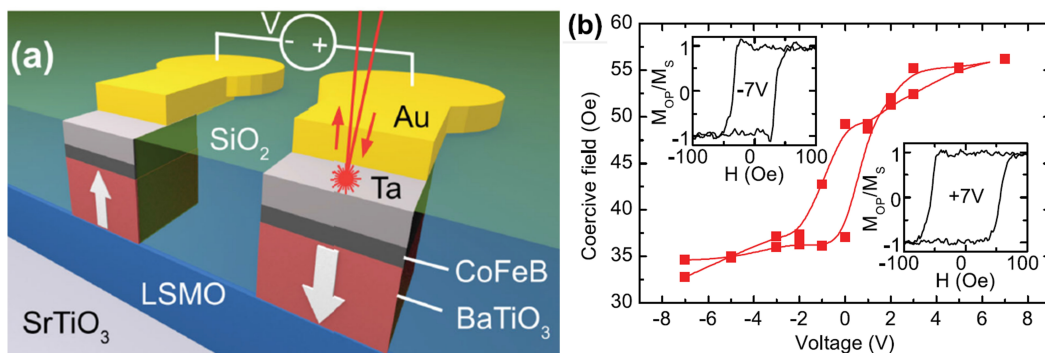 (a)
V
- +
Au
SiO2
Ta
CoFeB
LSMO
BaTiO3
SrTiO3
(b)
Coercive field (Oe)
60
55
50
45
40
35
30
-8 -6 -4 -2 0 2 4 6 8
Voltage (V)
MOP/MS
1
0
-1
-7V
-100 0 100
H (Oe)
MOP/MS
1
0
-1
+7V
-100 0 100
H (Oe)